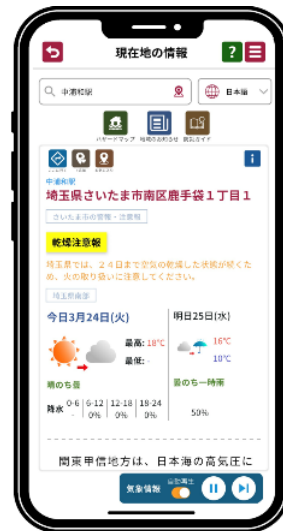 現在地の情報
?
中浦和駅
日本語
ハザードマップ 地域のお知らせ 防災ガイド
i
中浦和駅
埼玉県さいたま市南区鹿手袋１丁目１
さいたま市の警報・注意報
乾燥注意報
埼玉県では、２４日まで空気の乾燥した状態が続くため、火の取り扱いに注意してください。
埼玉県南部
今日3月24日(火)
最高: 18℃
最低: -
晴のち曇
降水 0-6 6-12 12-18 18-24
- 0% 0% 0%
明日25日(水)
16℃
10℃
曇のち一時雨
50%
関東甲信地方は、日本海の高気圧に
気象情報
自動再生